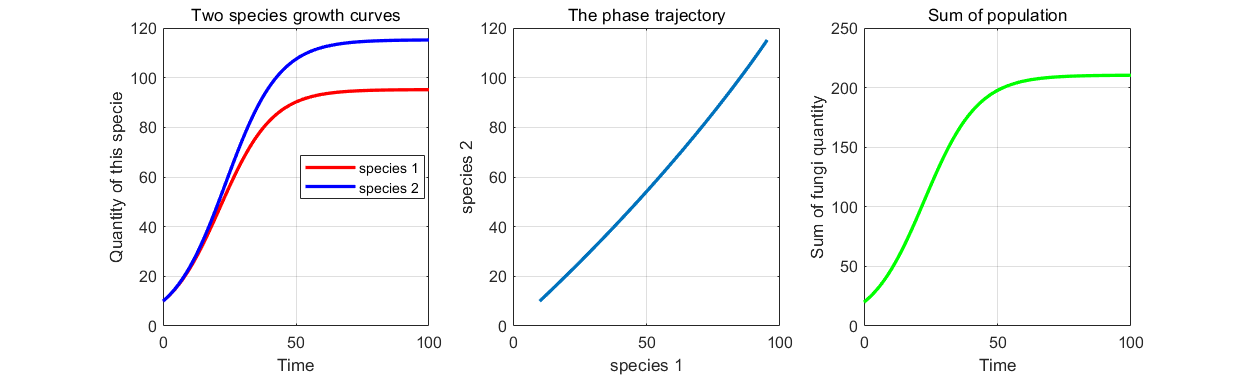 Two species growth curves
Quantity of this specie
120
100
80
60
40
20
0
0
50
100
Time
species 1
species 2
The phase trajectory
species 2
120
100
80
60
40
20
0
0
50
100
species 1
Sum of population
Sum of fungi quantity
250
200
150
100
50
0
0
50
100
Time